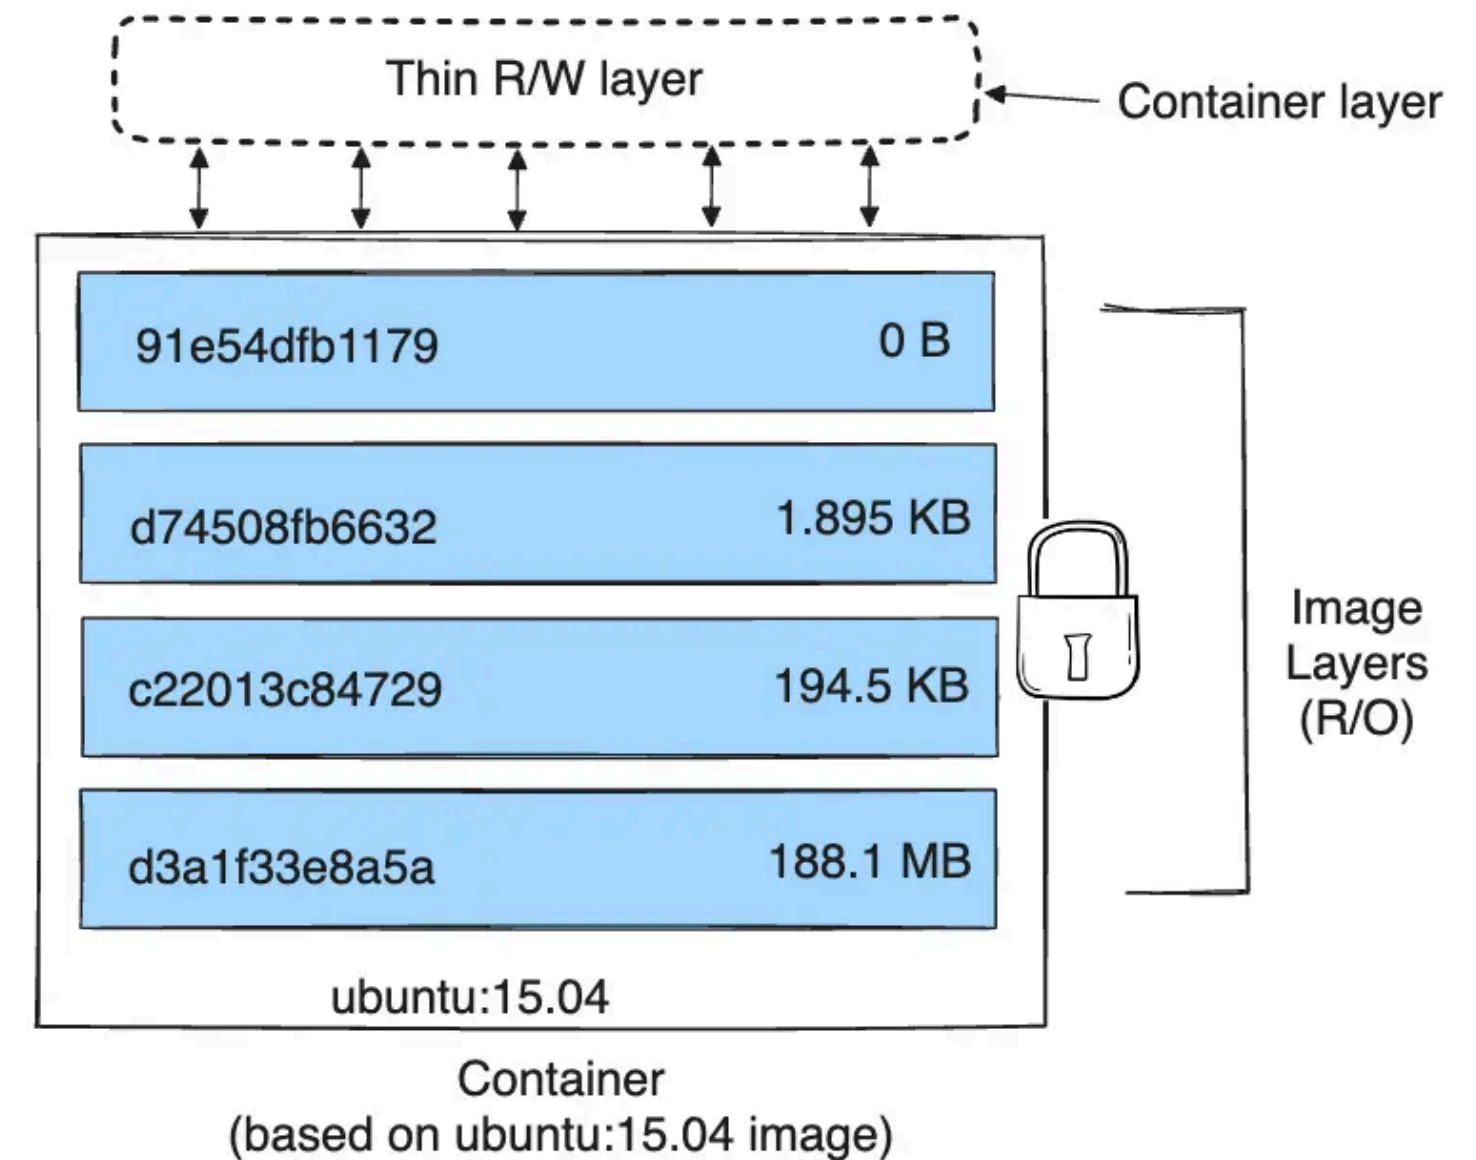 Thin R/W layer
Container layer
91e54dfb1179 0 B
d74508fb6632 1.895 KB
c22013c84729 194.5 KB
d3a1f33e8a5a 188.1 MB
Image
Layers
(R/O)
ubuntu:15.04
Container
(based on ubuntu:15.04 image)